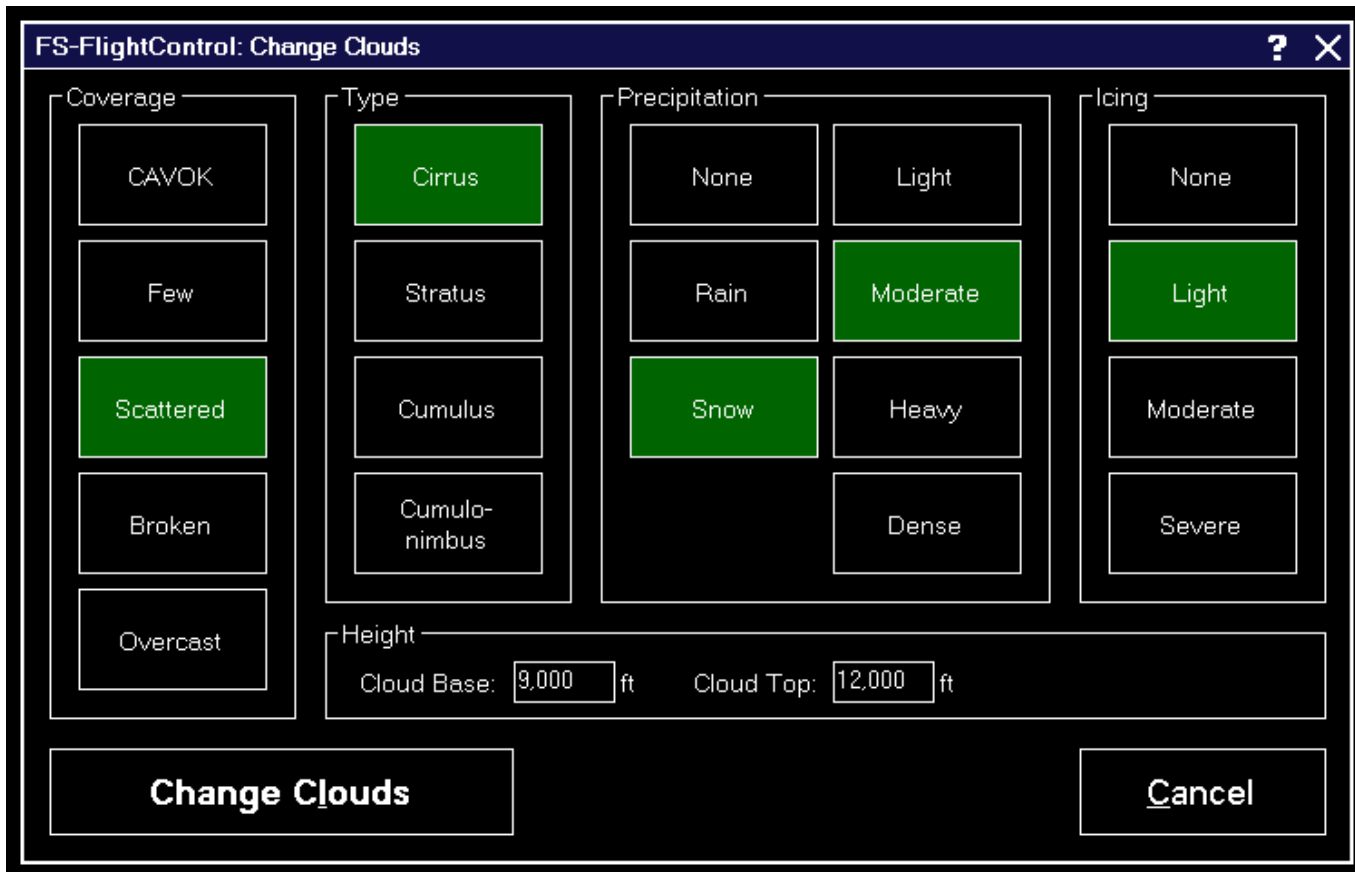 FS-FlightControl: Change Clouds ? X
Coverage
CAVOK
Few
Scattered
Broken
Overcast
Type
Cirrus
Stratus
Cumulus
Cumulo-
nimbus
Precipitation
None
Rain
Snow
Light
Moderate
Heavy
Dense
Icing
None
Light
Moderate
Severe
Height
Cloud Base: 9,000 ft Cloud Top: 12,000 ft
Change Clouds
Cancel